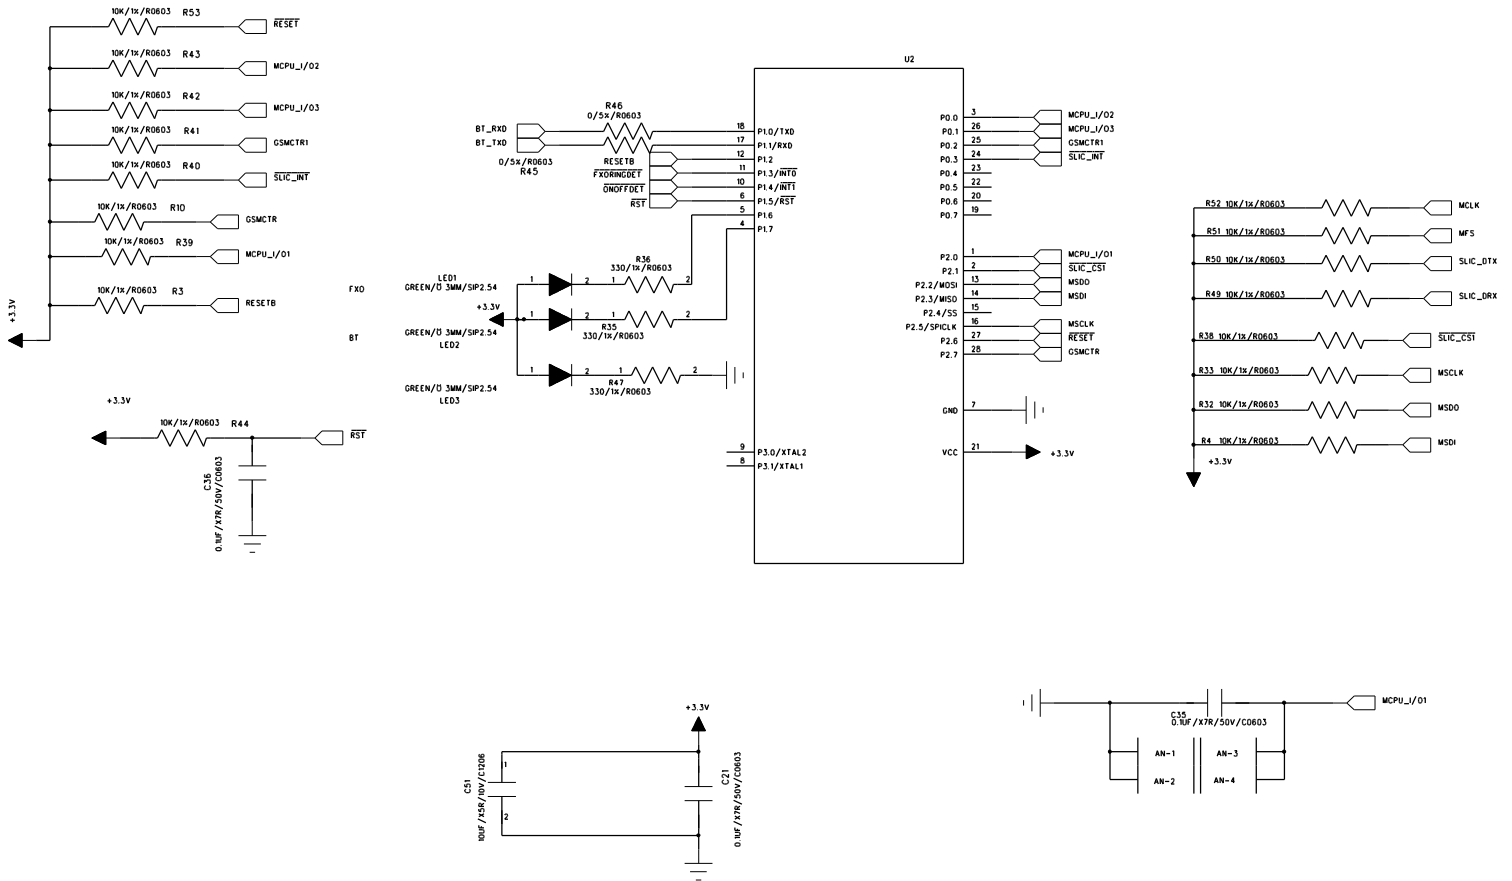 10K/1%/R0603 R53
RESET
10K/1%/R0603 R43
MCPU_I/O2
10K/1%/R0603 R42
MCPU_I/O3
10K/1%/R0603 R41
GSMCTR1
10K/1%/R0603 R40
SLIC_INT
10K/1%/R0603 R10
GSMCTR
10K/1%/R0603 R39
MCPU_I/O1
10K/1%/R0603 R3
RESETB
+3.3V
+3.3V
10K/1%/R0603 R44
RST
C36
0.1UF/X7R/50V/C0603
FXO
BT
U2
R46
0/5%/R0603
BT_RXD
BT_TXD
0/5%/R0603
R45
RESETB
FXORINGDET
ONOFFDET
RST
18 P1.0/TXD
17 P1.1/RXD
12 P1.2
11 P1.3/INT0
10 P1.4/INT1
6 P1.5/RST
5 P1.6
4 P1.7
LED1
GREEN/Ü 3MM/SIP2.54
1 2
R36
330/1%/R0603
1 2
+3.3V
1 2
1 2
R35
330/1%/R0603
GREEN/Ü 3MM/SIP2.54
LED2
1 2
1 2
R47
330/1%/R0603
GREEN/Ü 3MM/SIP2.54
LED3
9 P3.0/XTAL2
8 P3.1/XTAL1
P0.0 3 MCPU_I/O2
P0.1 26 MCPU_I/O3
P0.2 25 GSMCTR1
P0.3 24 SLIC_INT
P0.4 23
P0.5 22
P0.6 20
P0.7 19
P2.0 1 MCPU_I/O1
P2.1 2 SLIC_CS1
P2.2/MOSI 13 MSDO
P2.3/MISO 14 MSDI
P2.4/SS 15
P2.5/SPICLK 16 MSCLK
P2.6 27 RESET
P2.7 28 GSMCTR
GND 7
VCC 21 +3.3V
R52 10K/1%/R0603 MCLK
R51 10K/1%/R0603 MFS
R50 10K/1%/R0603 SLIC_DTX
R49 10K/1%/R0603 SLIC_DRX
R38 10K/1%/R0603 SLIC_CS1
R33 10K/1%/R0603 MSCLK
R32 10K/1%/R0603 MSDO
R4 10K/1%/R0603 MSDI
+3.3V
+3.3V
1
2
C51
10UF/X5R/10V/C1206
C21
0.1UF/X7R/50V/C0603
MCPU_I/O1
C35
0.1UF/X7R/50V/C0603
AN-1 AN-3
AN-2 AN-4